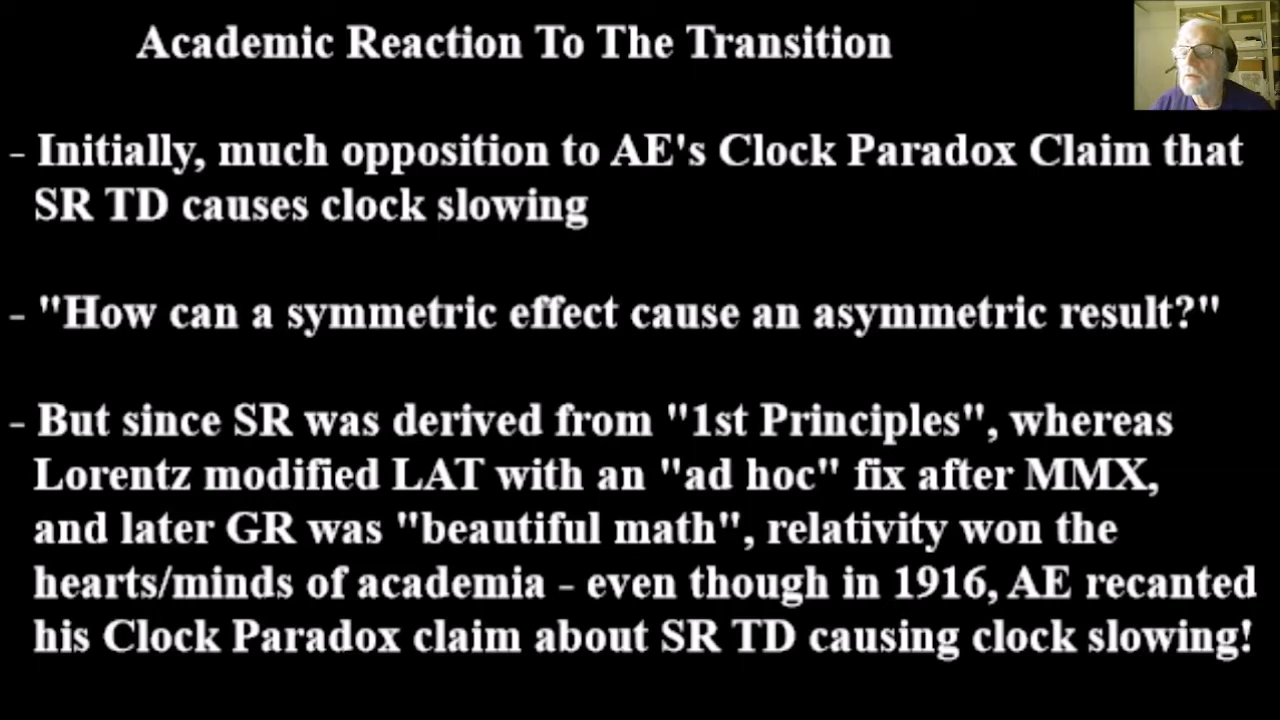 Academic Reaction To The Transition
- Initially, much opposition to AE's Clock Paradox Claim that
SR TD causes clock slowing
- "How can a symmetric effect cause an asymmetric result?"
- But since SR was derived from "1st Principles", whereas
Lorentz modified LAT with an "ad hoc" fix after MMX,
and later GR was "beautiful math", relativity won the
hearts/minds of academia - even though in 1916, AE recanted
his Clock Paradox claim about SR TD causing clock slowing!